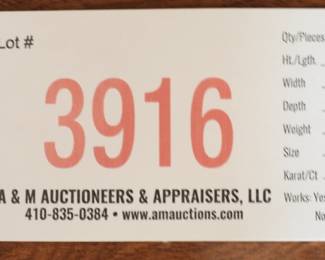 Lot #
3916
A & M AUCTIONEERS & APPRAISERS, LLC
410-835-0384 • www.amauctions.com
Qty/Pieces
Ht./Lgth.
Width
Depth
Weight
Size
Karat/Ct
Works: Yes
No